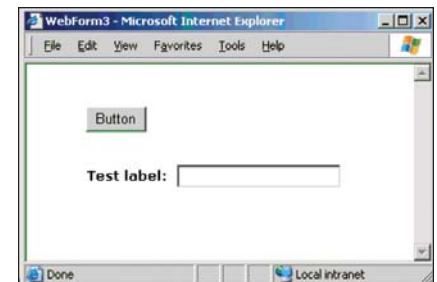 WebForm3 - Microsoft Internet Explorer
File Edit View Favorites Tools Help
Button
Test label:
Done
Local intranet